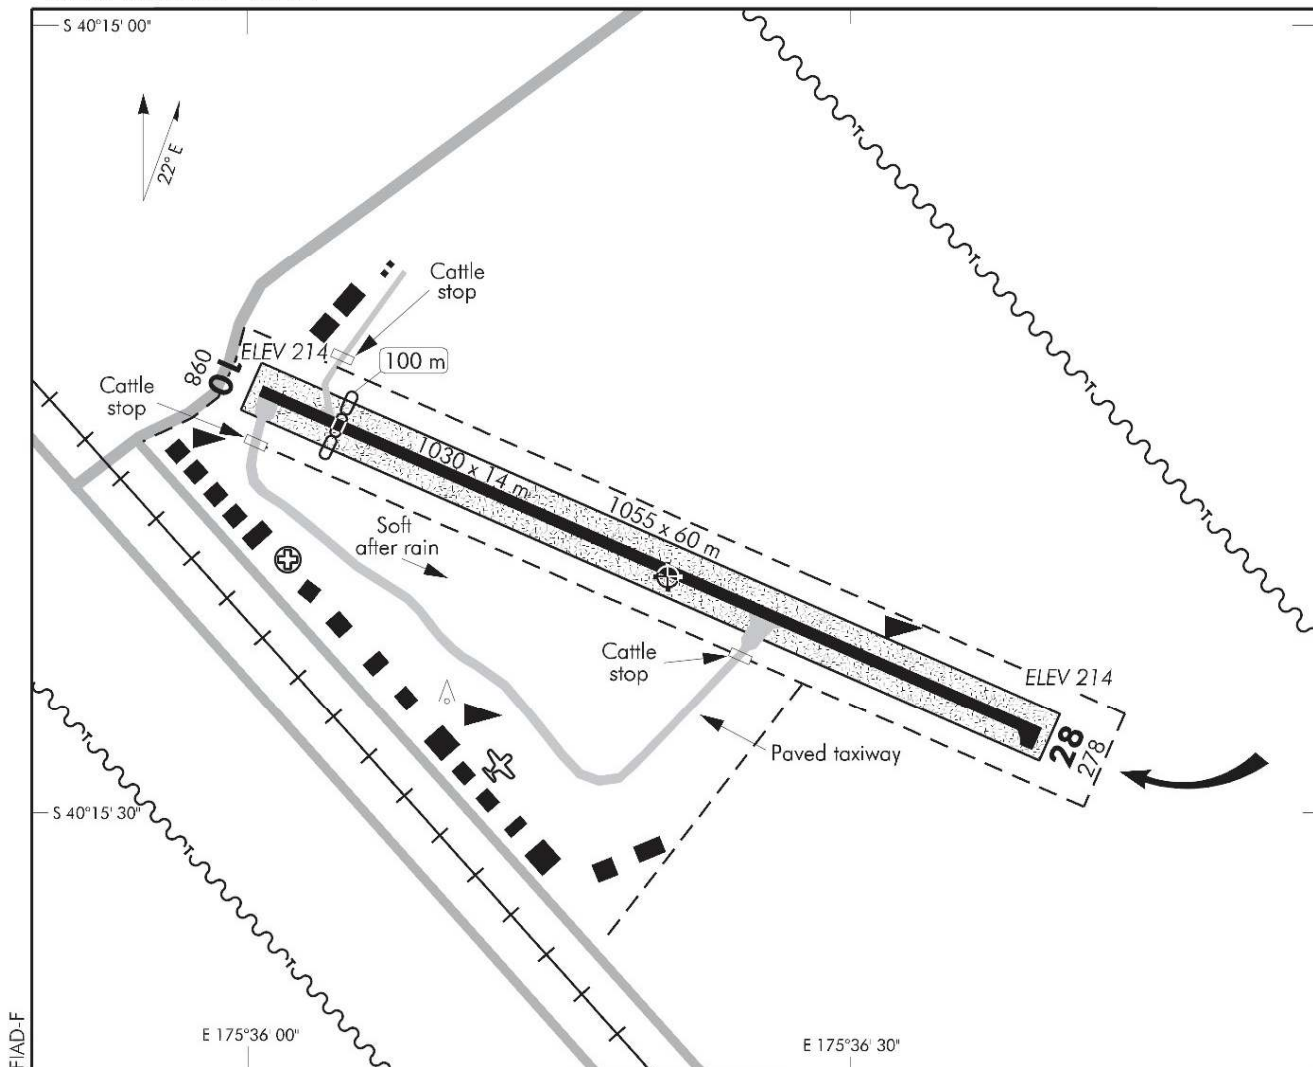 S 40°15' 00"
22° E
Cattle
stop
ELEV 214
100 m
098
10
Cattle
stop
1030 x 14 m
1055 x 60 m
Soft
after rain
Cattle
stop
ELEV 214
28
278
Paved taxiway
S 40°15' 30"
E 175°36' 00"
E 175°36' 30"
FIAD-F